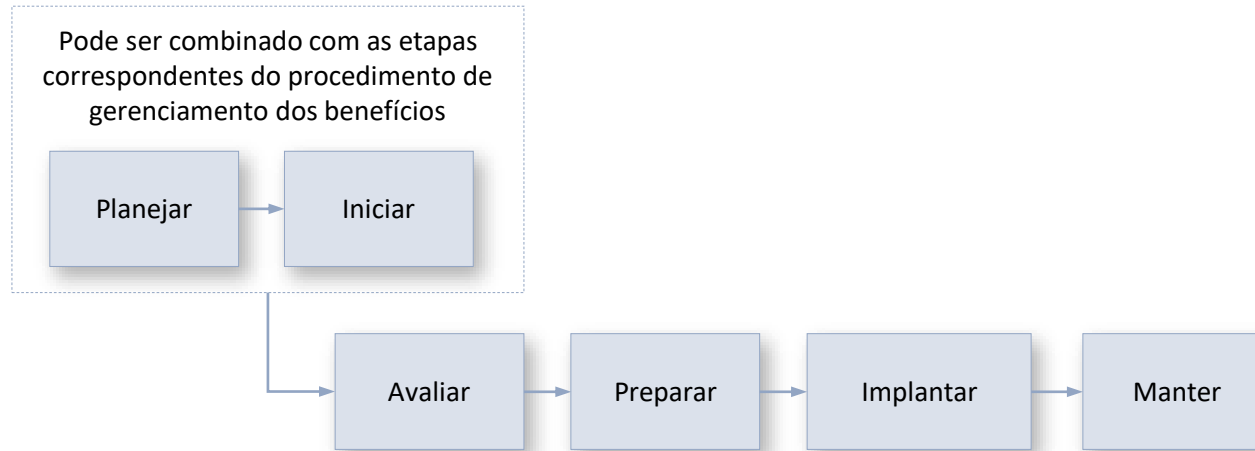 Pode ser combinado com as etapas
correspondentes do procedimento de
gerenciamento dos benefícios
Planejar
Iniciar
Avaliar
Preparar
Implantar
Manter